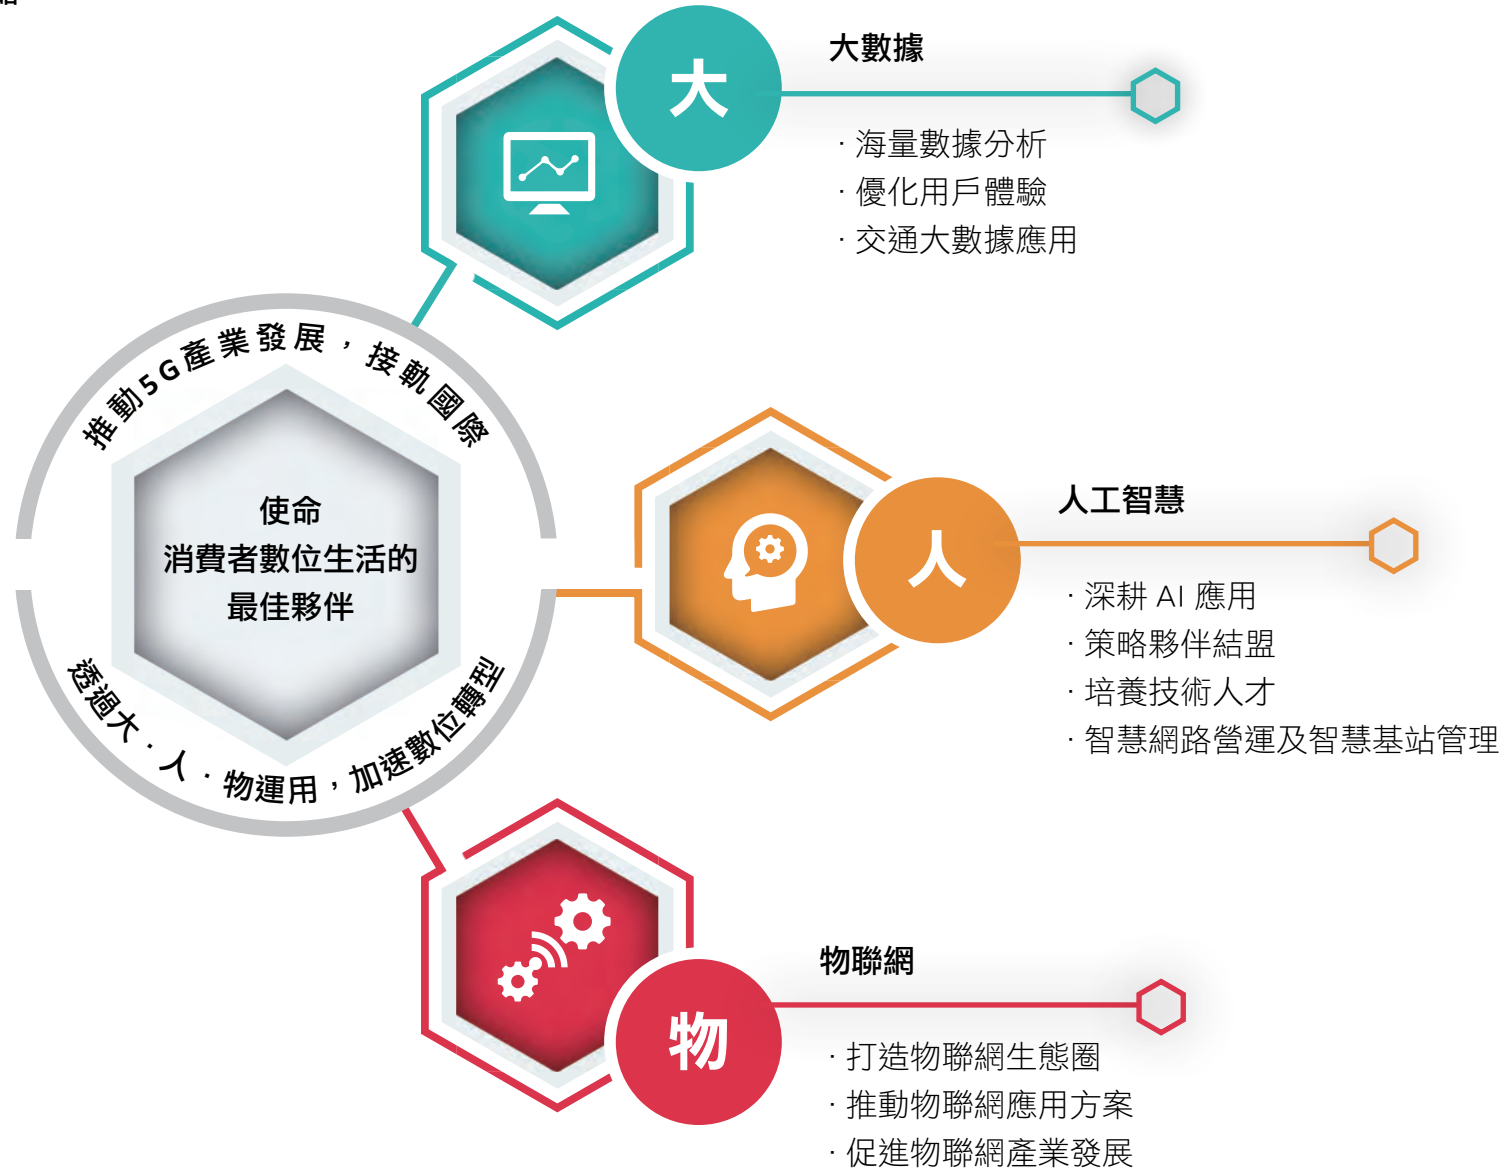 大
大數據
· 海量數據分析
· 優化用戶體驗
· 交通大數據應用
推動5G產業發展，接軌國際
使命
消費者數位生活的
最佳夥伴
透過大．人．物運用，加速數位轉型
人
人工智慧
· 深耕 AI 應用
· 策略夥伴結盟
· 培養技術人才
· 智慧網路營運及智慧基站管理
物
物聯網
· 打造物聯網生態圈
· 推動物聯網應用方案
· 促進物聯網產業發展